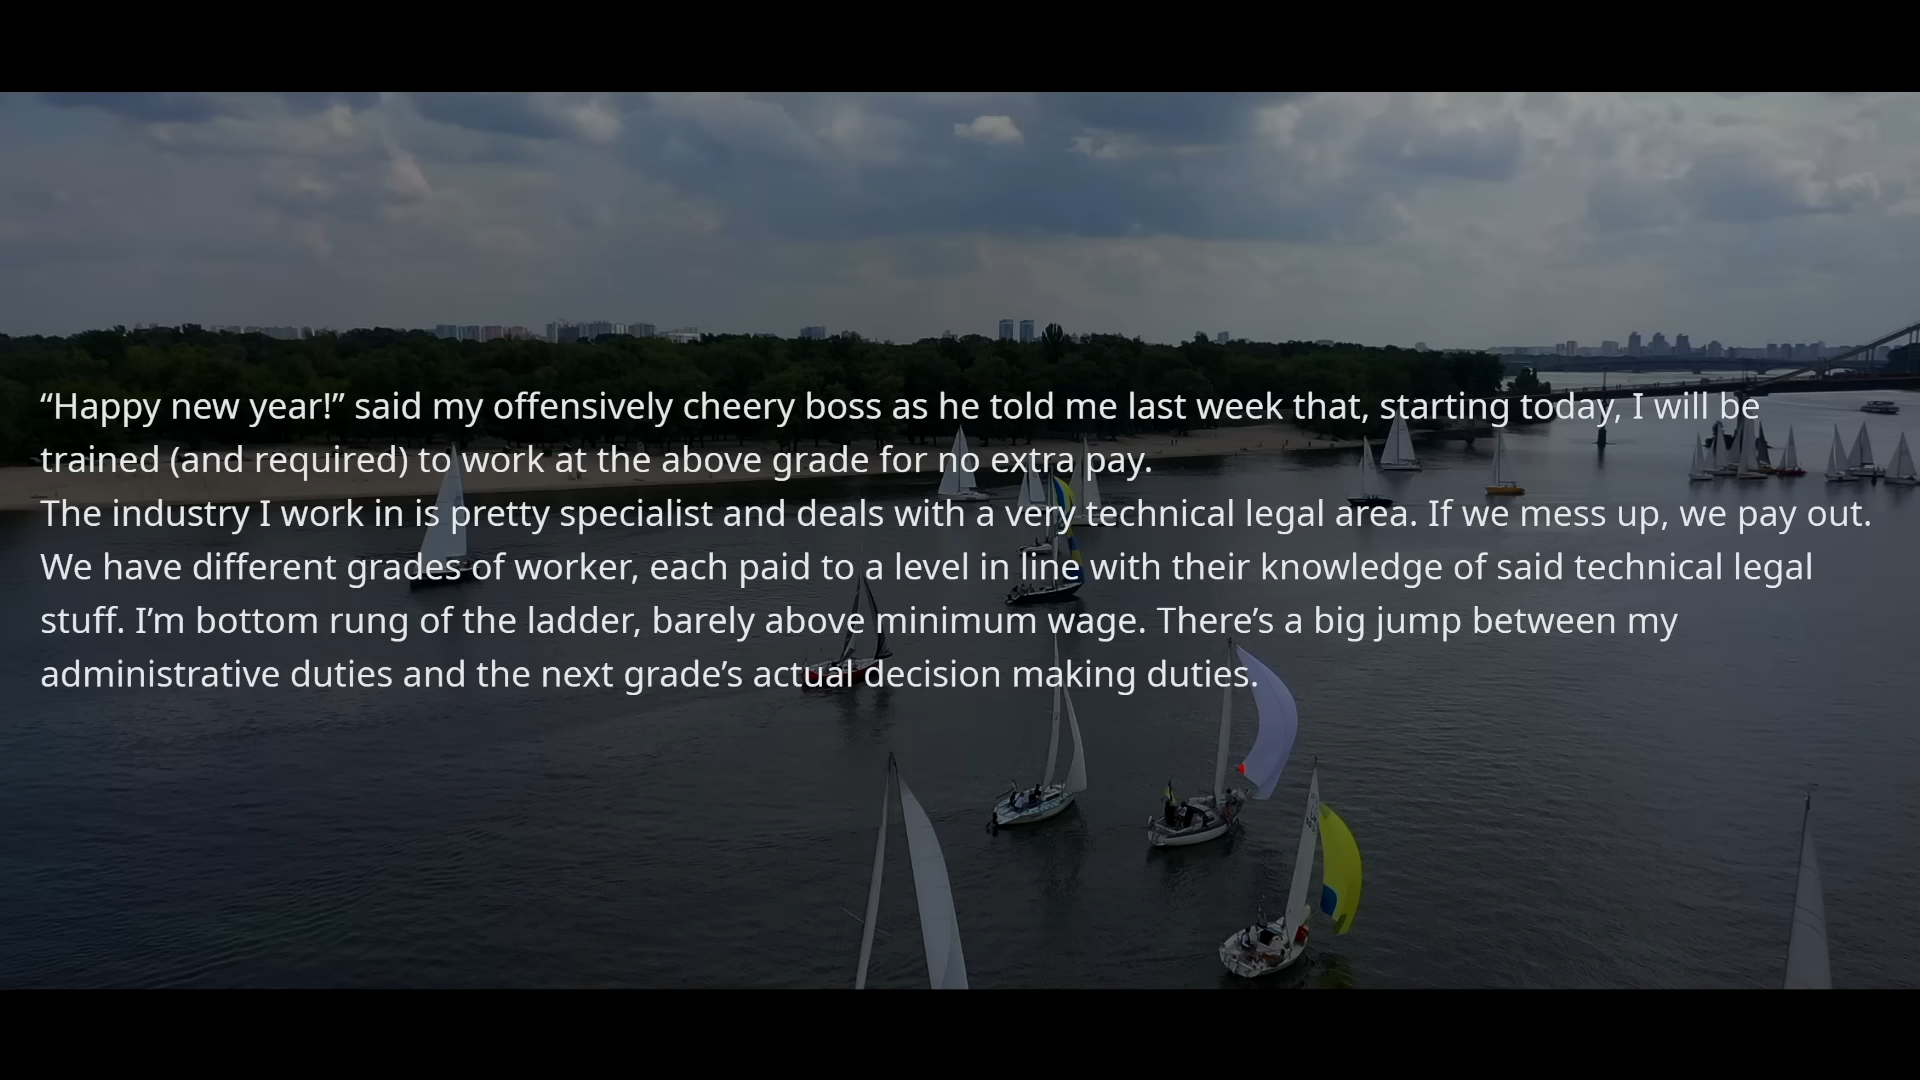 “Happy new year!” said my offensively cheery boss as he told me last week that, starting today, I will be
trained (and required) to work at the above grade for no extra pay.
The industry I work in is pretty specialist and deals with a very technical legal area. If we mess up, we pay out.
We have different grades of worker, each paid to a level in line with their knowledge of said technical legal
stuff. I’m bottom rung of the ladder, barely above minimum wage. There’s a big jump between my
administrative duties and the next grade’s actual decision making duties.